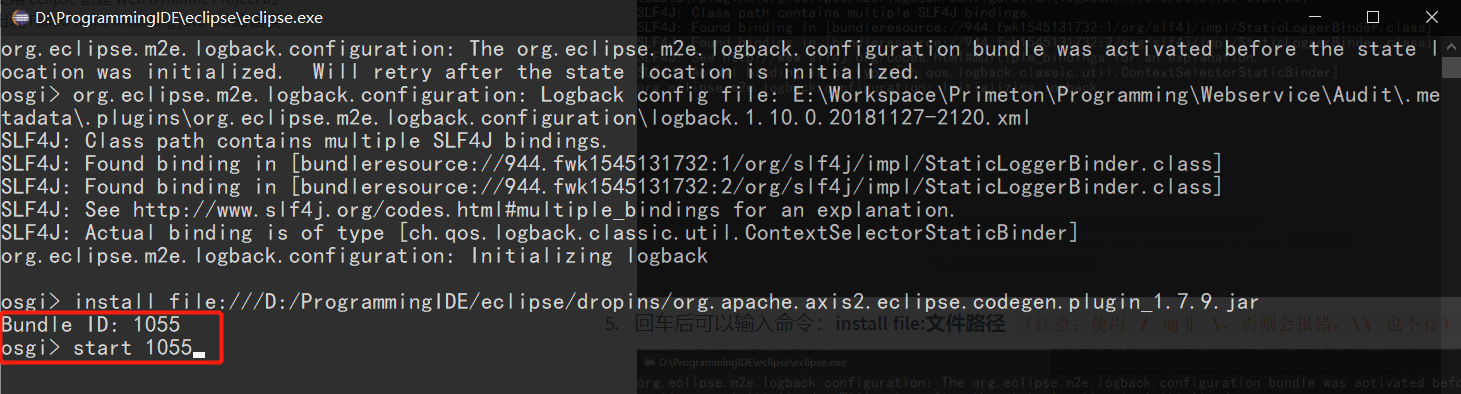 D:\ProgrammingIDE\eclipse\eclipse.exe
org.eclipse.m2e.logback.configuration: The org.eclipse.m2e.logback.configuration bundle was activated before the state l
ocation was initialized.  Will retry after the state location is initialized.
osgi> org.eclipse.m2e.logback.configuration: Logback config file: E:\Workspace\Primeton\Programming\Webservice\Audit\.me
tadata\.plugins\org.eclipse.m2e.logback.configuration\logback.1.10.0.20181127-2120.xml
SLF4J: Class path contains multiple SLF4J bindings.
SLF4J: Found binding in [bundleresource://944.fwk1545131732:1/org/slf4j/impl/StaticLoggerBinder.class]
SLF4J: Found binding in [bundleresource://944.fwk1545131732:2/org/slf4j/impl/StaticLoggerBinder.class]
SLF4J: See http://www.slf4j.org/codes.html#multiple_bindings for an explanation.
SLF4J: Actual binding is of type [ch.qos.logback.classic.util.ContextSelectorStaticBinder]
org.eclipse.m2e.logback.configuration: Initializing logback
osgi> install file:///D:/ProgrammingIDE/eclipse/dropins/org.apache.axis2.eclipse.codegen.plugin_1.7.9.jar
Bundle ID: 1055
5. 回车后可以输入命令：install file:文件路径 （注意：使用 / 而非 \，否则会报错，\\ 也不行）
osgi> start 1055
D:\ProgrammingIDE\eclipse\eclipse.exe
org.eclipse.m2e.logback.configuration: The org.eclipse.m2e.logback.configuration bundle was activated befo